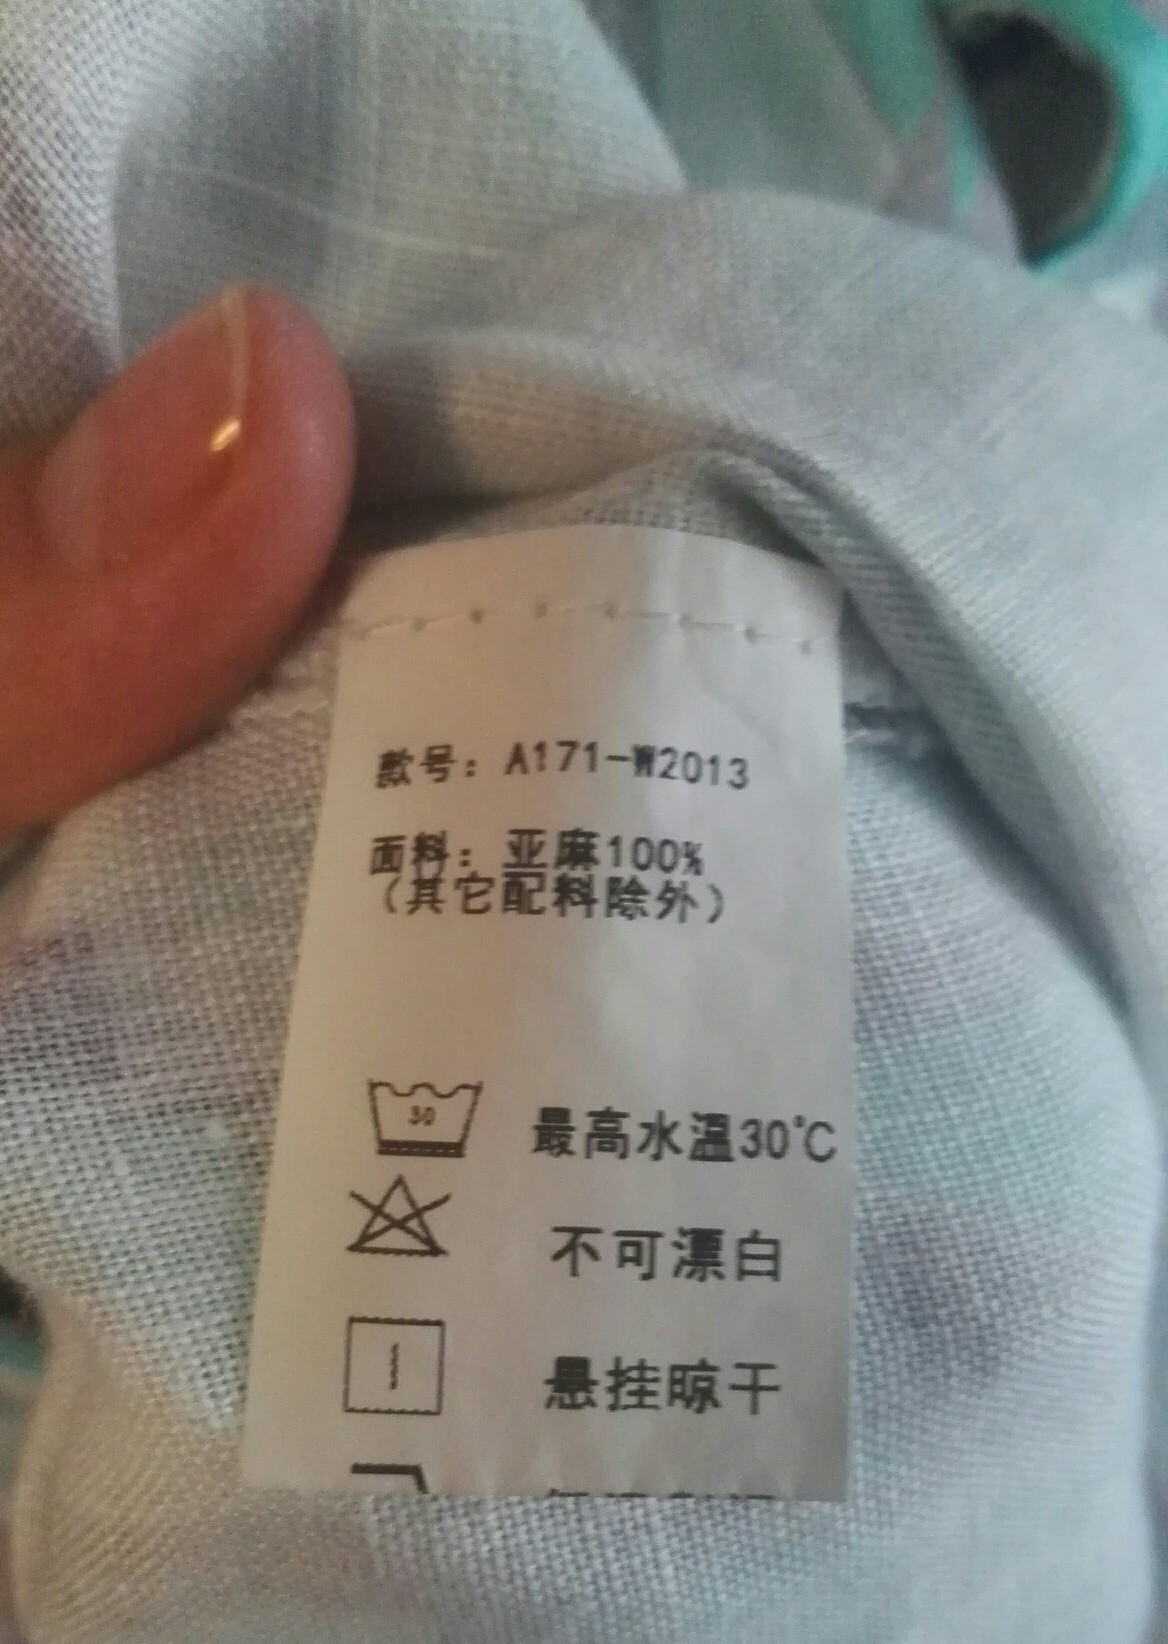 款号：A171-W2013
面料：亚麻100%
（其它配料除外）
30
最高水温30℃
不可漂白
悬挂晾干